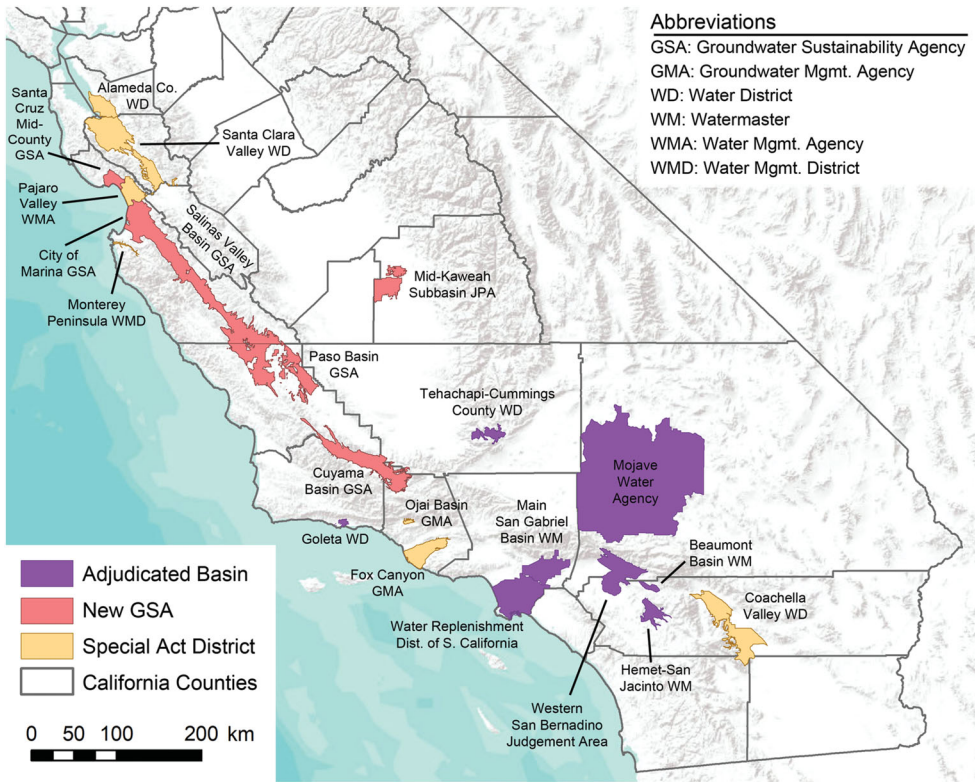 Abbreviations
GSA: Groundwater Sustainability Agency
GMA: Groundwater Mgmt. Agency
WD: Water District
WM: Watermaster
WMA: Water Mgmt. Agency
WMD: Water Mgmt. District
Alameda Co.
WD
Santa
Cruz
Mid-
County
GSA
Santa Clara
Valley WD
Pajaro
Valley
WMA
Salinas Valley
Basin GSA
City of
Marina GSA
Monterey
Peninsula WMD
Mid-Kaweah
Subbasin JPA
Paso Basin
GSA
Tehachapi-Cummings
County WD
Mojave
Water
Agency
Cuyama
Basin GSA
Ojai Basin
GMA
Main
San Gabriel
Basin WM
Goleta WD
Beaumont
Basin WM
Fox Canyon
GMA
Coachella
Valley WD
Water Replenishment
Dist. of S. California
Hemet-San
Jacinto WM
Western
San Bernadino
Judgement Area
Adjudicated Basin
New GSA
Special Act District
California Counties
0 50 100 200 km